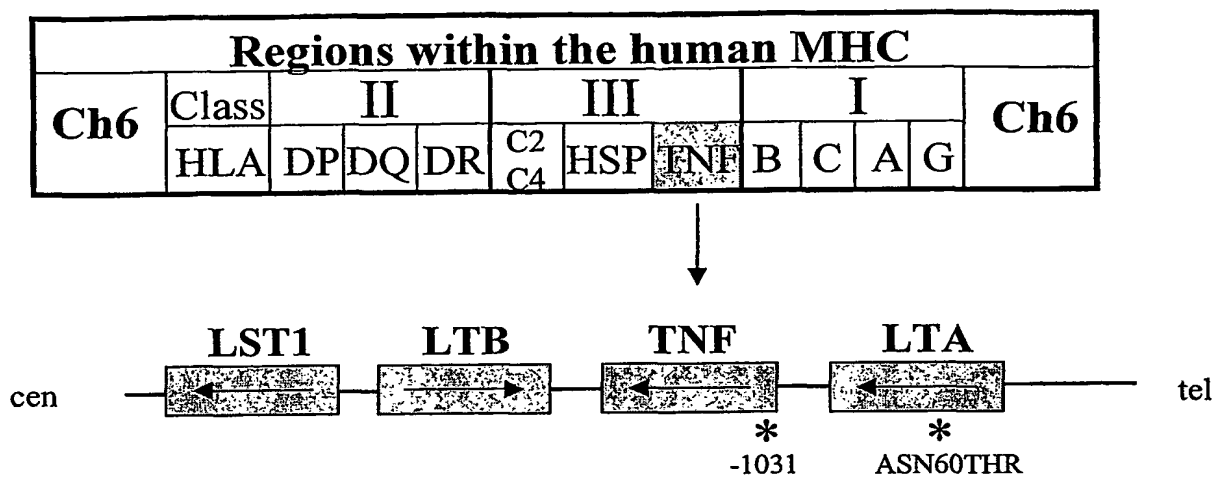 Regions within the human MHC
Ch6 Class II III I Ch6
HLA DP DQ DR C2 HSP TNF B C A G
C4
LST1 LTB TNF LTA
cen tel
* *
-1031 ASN60THR